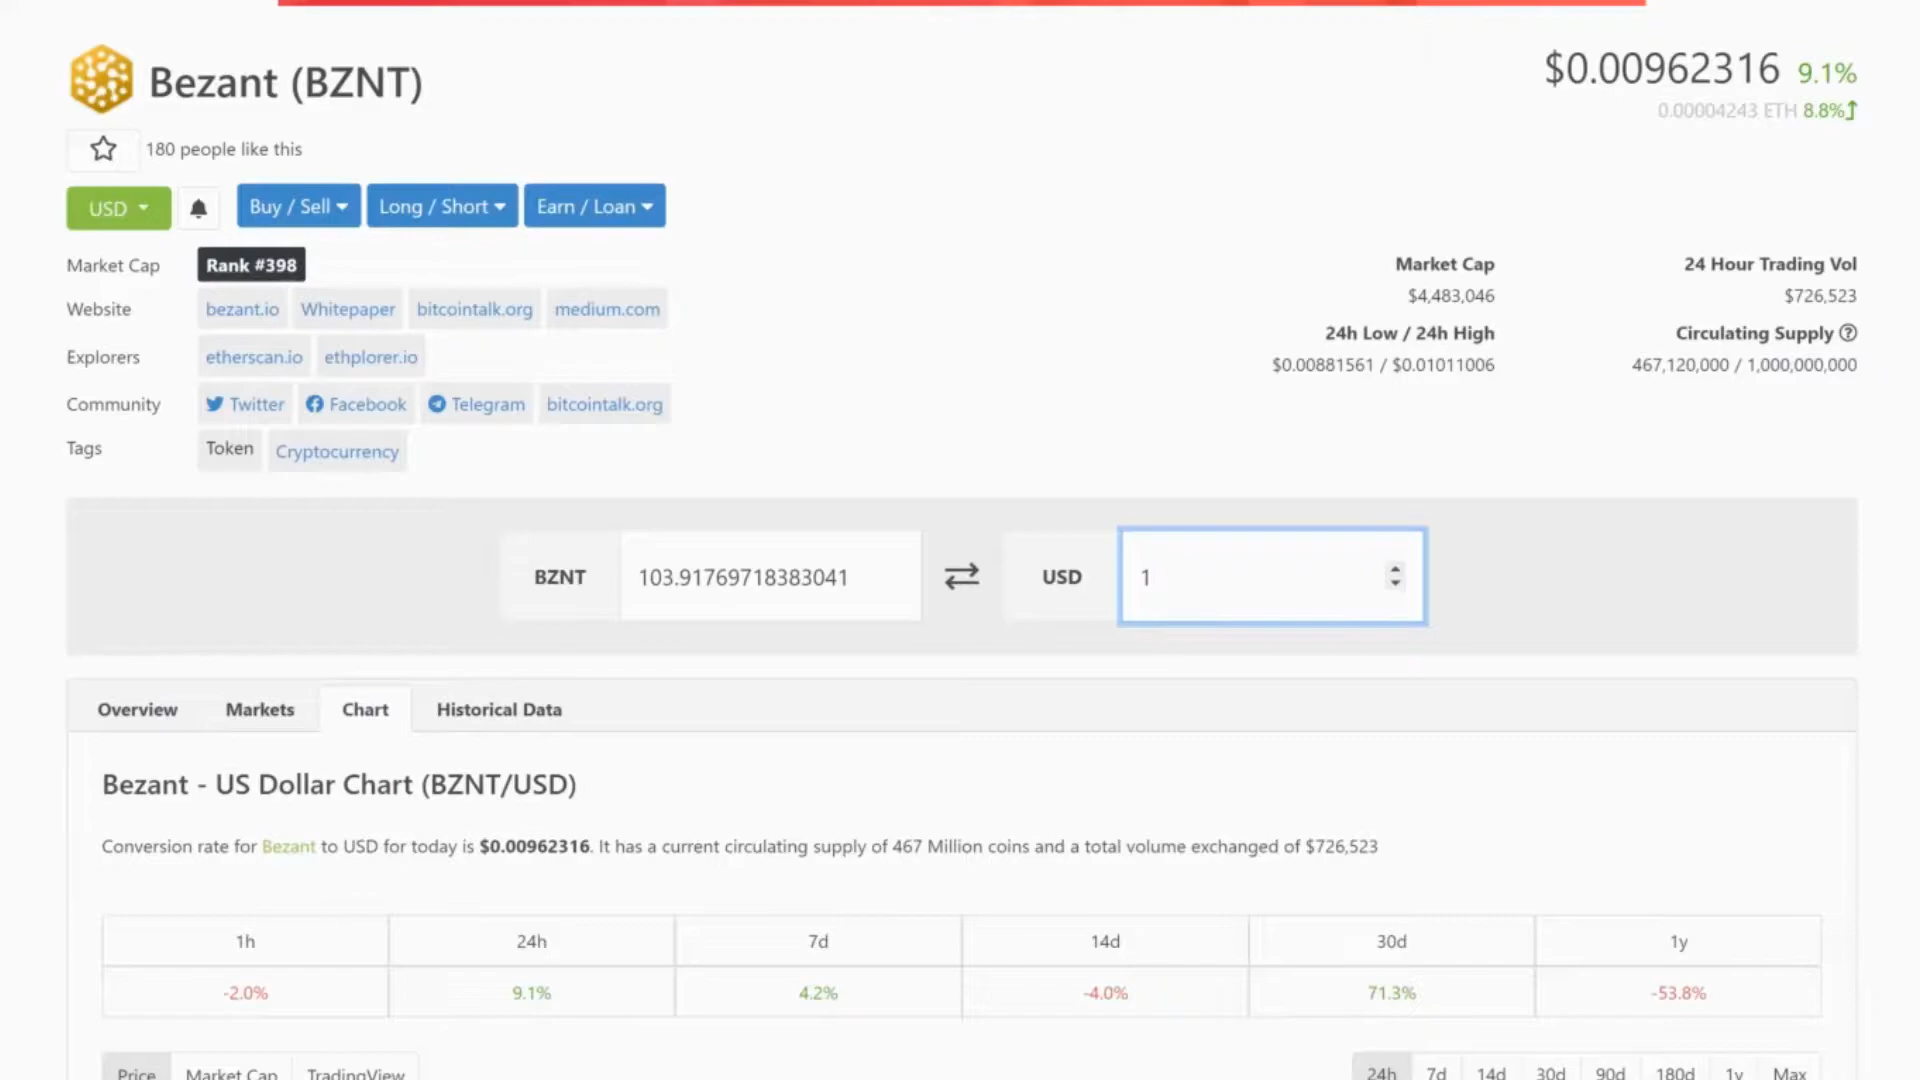 Bezant (BZNT)
$0.00962316 9.1%
0.00004243 ETH 8.8%
180 people like this
USD Buy / Sell Long / Short Earn / Loan
Market Cap Rank #398
Website bezant.io Whitepaper bitcointalk.org medium.com
Explorers etherscan.io ethplorer.io
Community Twitter Facebook Telegram bitcointalk.org
Tags Token Cryptocurrency
Market Cap 24 Hour Trading Vol
$4,483,046 $726,523
24h Low / 24h High Circulating Supply
$0.00881561 / $0.01011006 467,120,000 / 1,000,000,000
BZNT 103.91769718383041 USD 1
Overview Markets Chart Historical Data
Bezant - US Dollar Chart (BZNT/USD)
Conversion rate for Bezant to USD for today is $0.00962316. It has a current circulating supply of 467 Million coins and a total volume exchanged of $726,523
1h 24h 7d 14d 30d 1y
-2.0% 9.1% 4.2% -4.0% 71.3% -53.8%
Price Market Cap TradingView 24h 7d 14d 30d 90d 180d 1y Max